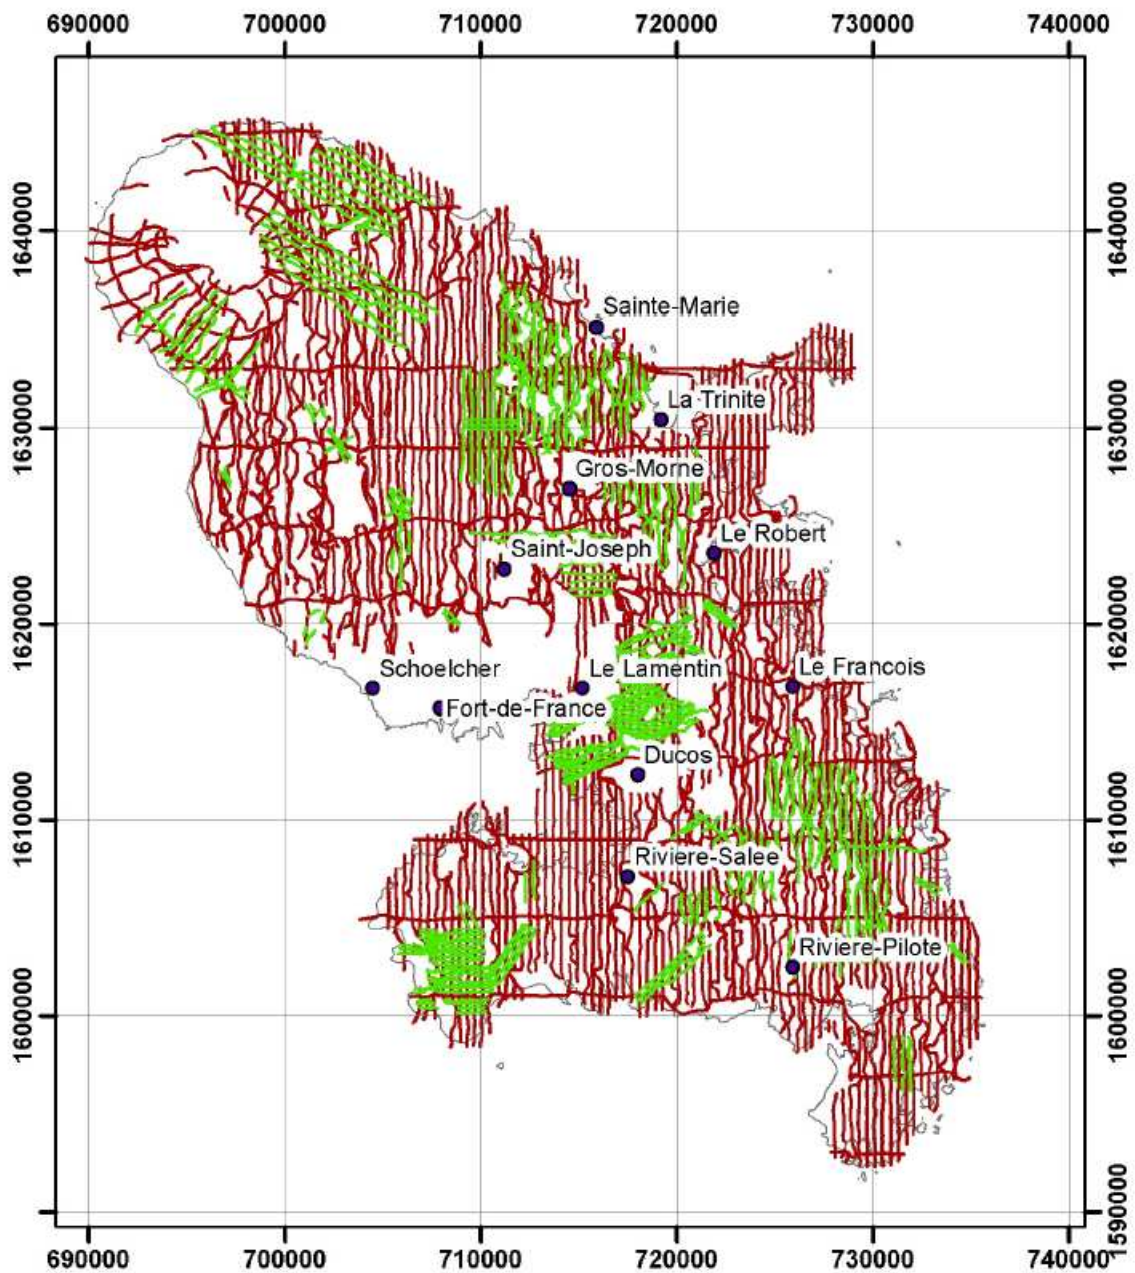 690000 700000 710000 720000 730000 740000
1640000
1640000
Sainte-Marie
La Trinite
1630000
1630000
Gros-Morne
Le Robert
Saint-Joseph
1620000
1620000
Schoelcher
Le Lamentin
Le Francois
Fort-de-France
Ducos
1610000
1610000
Riviere-Salee
Riviere-Pilote
1600000
1600000
1590000
690000 700000 710000 720000 730000 740000